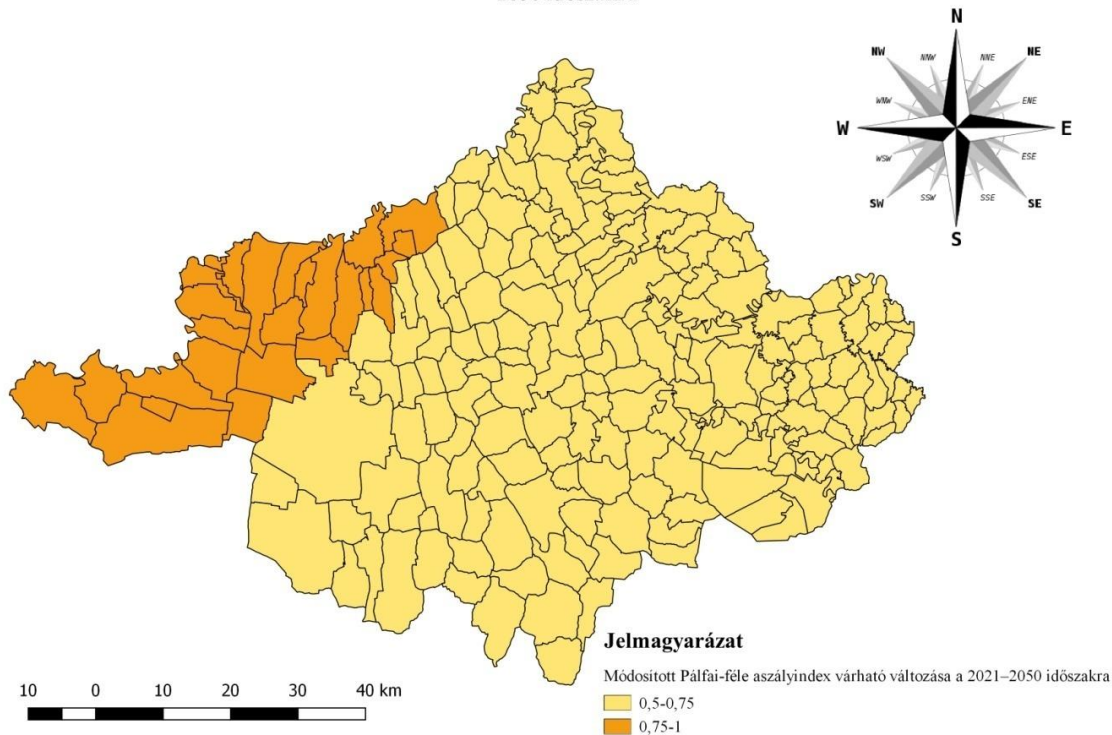 N
NNW
NNE
NW
NE
WNW
ENE
W
E
WSW
ESE
SW
SSW
SSE
SE
S
Jelmagyarázat
Módosított Pálfai-féle aszályindex várható változása a 2021–2050 időszakra
0,5-0,75
0,75-1
10 0 10 20 30 40 km